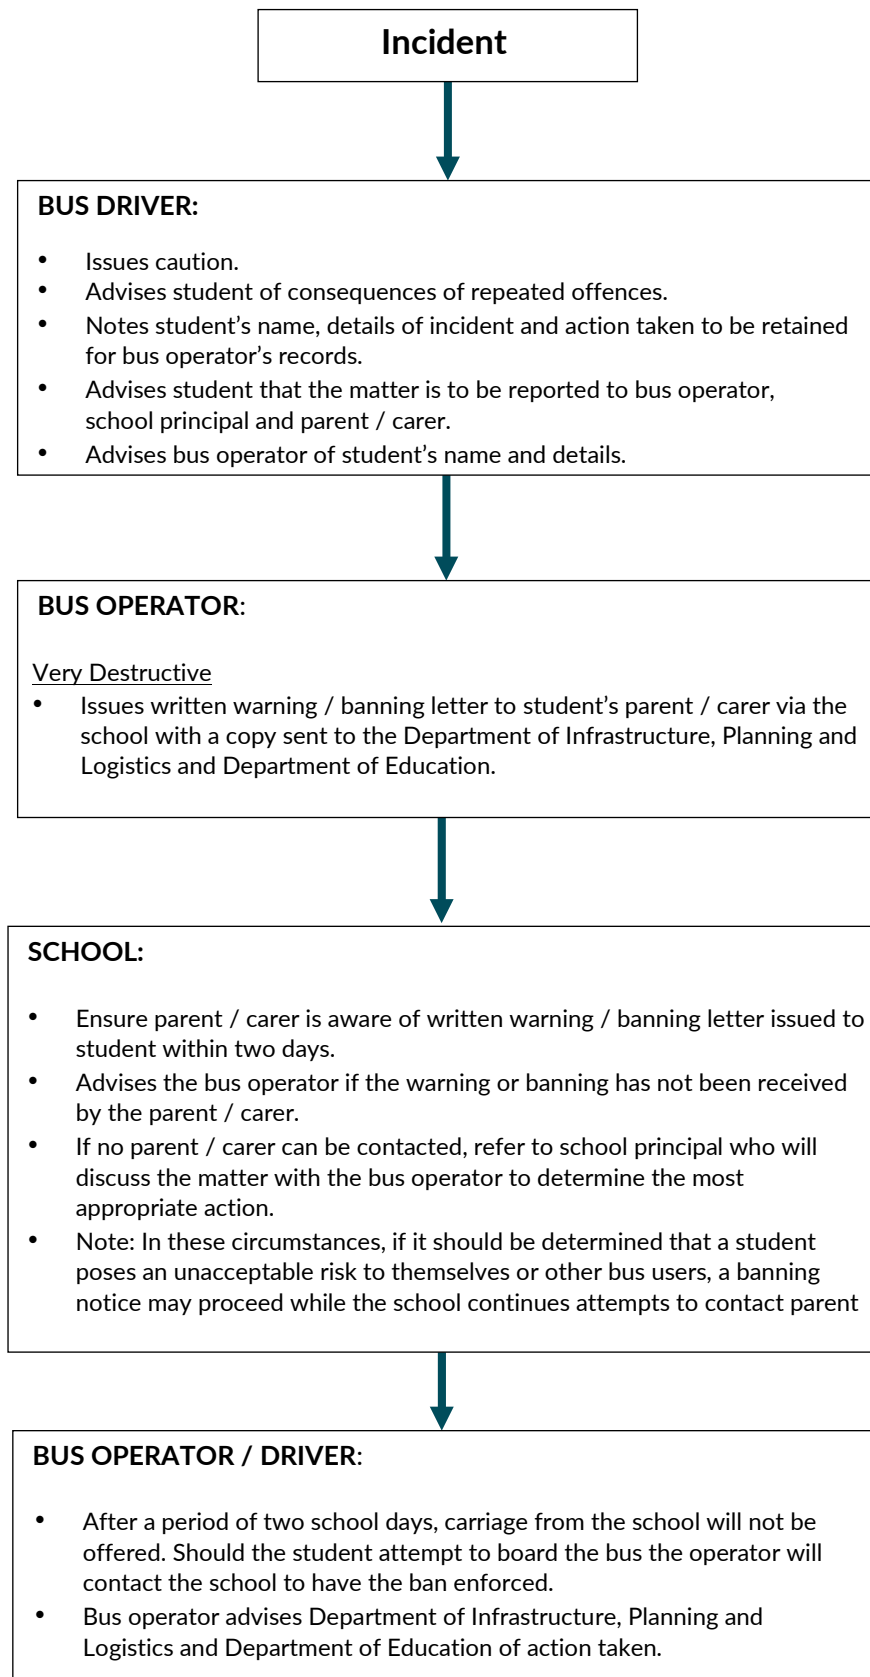 Incident
BUS DRIVER:
• Issues caution.
• Advises student of consequences of repeated offences.
• Notes student’s name, details of incident and action taken to be retained
for bus operator’s records.
• Advises student that the matter is to be reported to bus operator,
school principal and parent / carer.
• Advises bus operator of student’s name and details.
BUS OPERATOR:
Very Destructive
• Issues written warning / banning letter to student’s parent / carer via the
school with a copy sent to the Department of Infrastructure, Planning and
Logistics and Department of Education.
SCHOOL:
• Ensure parent / carer is aware of written warning / banning letter issued to
student within two days.
• Advises the bus operator if the warning or banning has not been received
by the parent / carer.
• If no parent / carer can be contacted, refer to school principal who will
discuss the matter with the bus operator to determine the most
appropriate action.
• Note: In these circumstances, if it should be determined that a student
poses an unacceptable risk to themselves or other bus users, a banning
notice may proceed while the school continues attempts to contact parent
BUS OPERATOR / DRIVER:
• After a period of two school days, carriage from the school will not be
offered. Should the student attempt to board the bus the operator will
contact the school to have the ban enforced.
• Bus operator advises Department of Infrastructure, Planning and
Logistics and Department of Education of action taken.